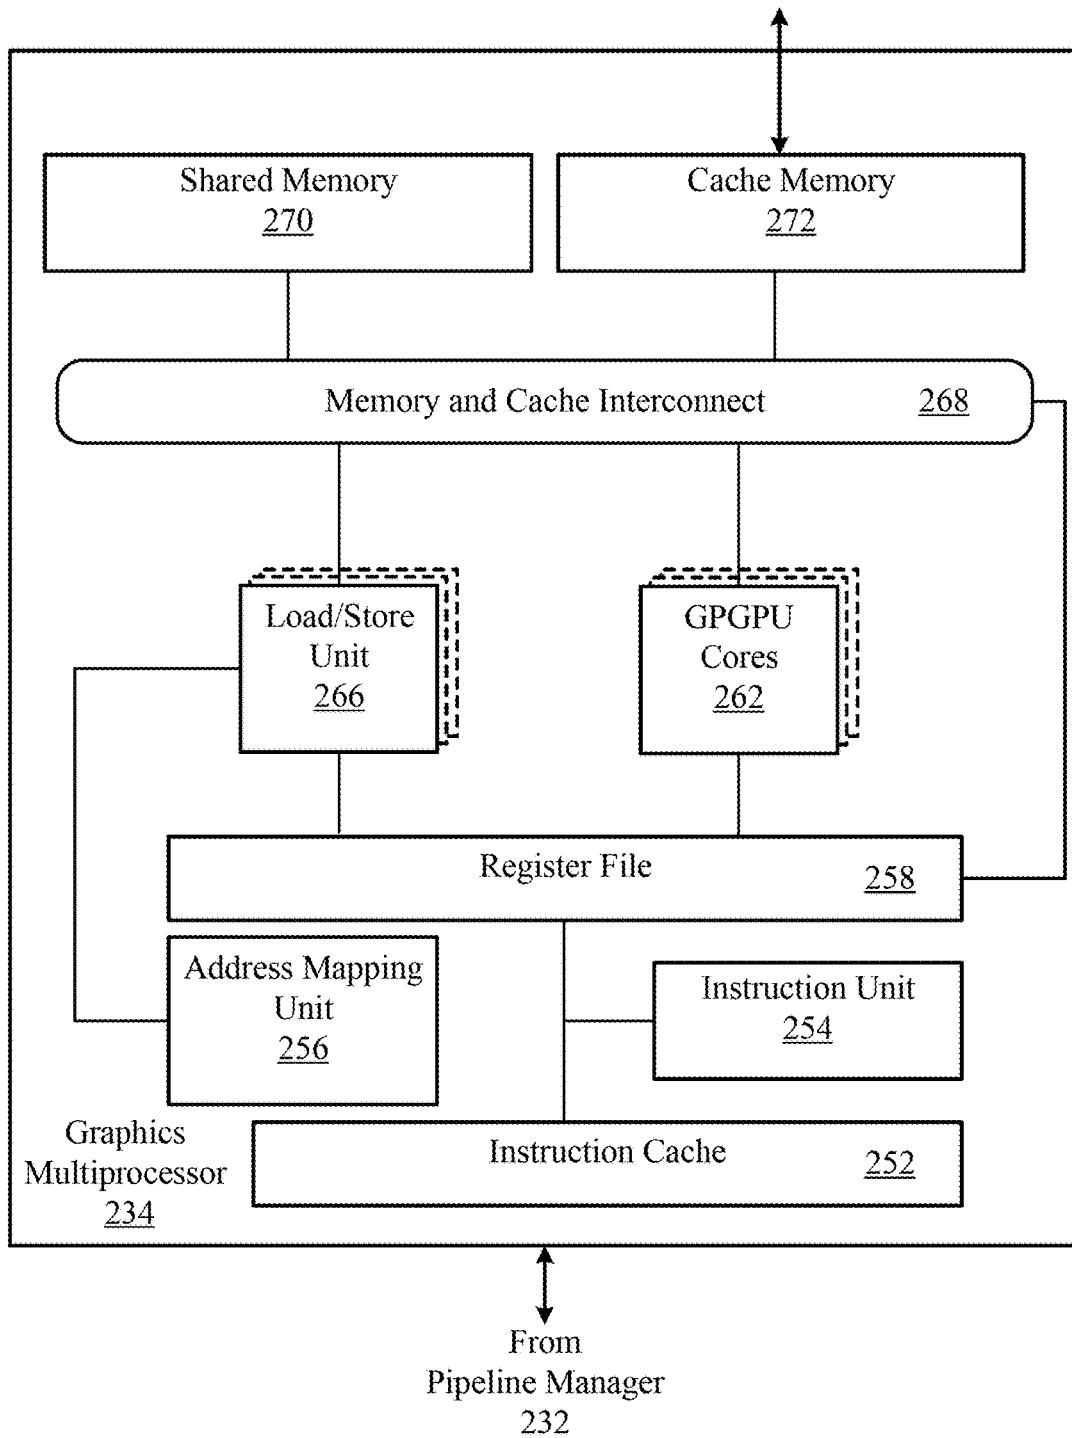 Shared Memory
270
Cache Memory
272
Memory and Cache Interconnect 268
Load/Store
Unit
266
GPGPU
Cores
262
Register File 258
Address Mapping
Unit
256
Instruction Unit
254
Graphics
Multiprocessor
234
Instruction Cache 252
From
Pipeline Manager
232